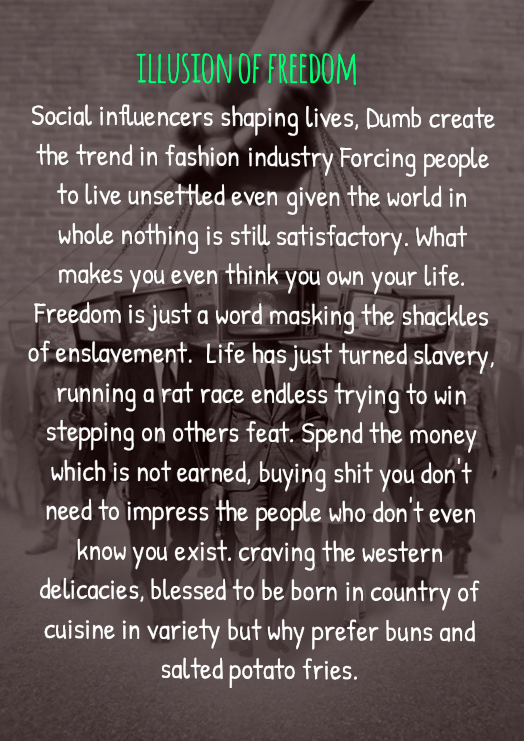 ILLUSION OF FREEDOM
Social influencers shaping lives, Dumb create
the trend in fashion industry Forcing people
to live unsettled even given the world in
whole nothing is still satisfactory. What
makes you even think you own your life.
Freedom is just a word masking the shackles
of enslavement. Life has just turned slavery,
running a rat race endless trying to win
stepping on others feat. Spend the money
which is not earned, buying shit you don't
need to impress the people who don't even
know you exist. craving the western
delicacies, blessed to be born in country of
cuisine in variety but why prefer buns and
salted potato fries.